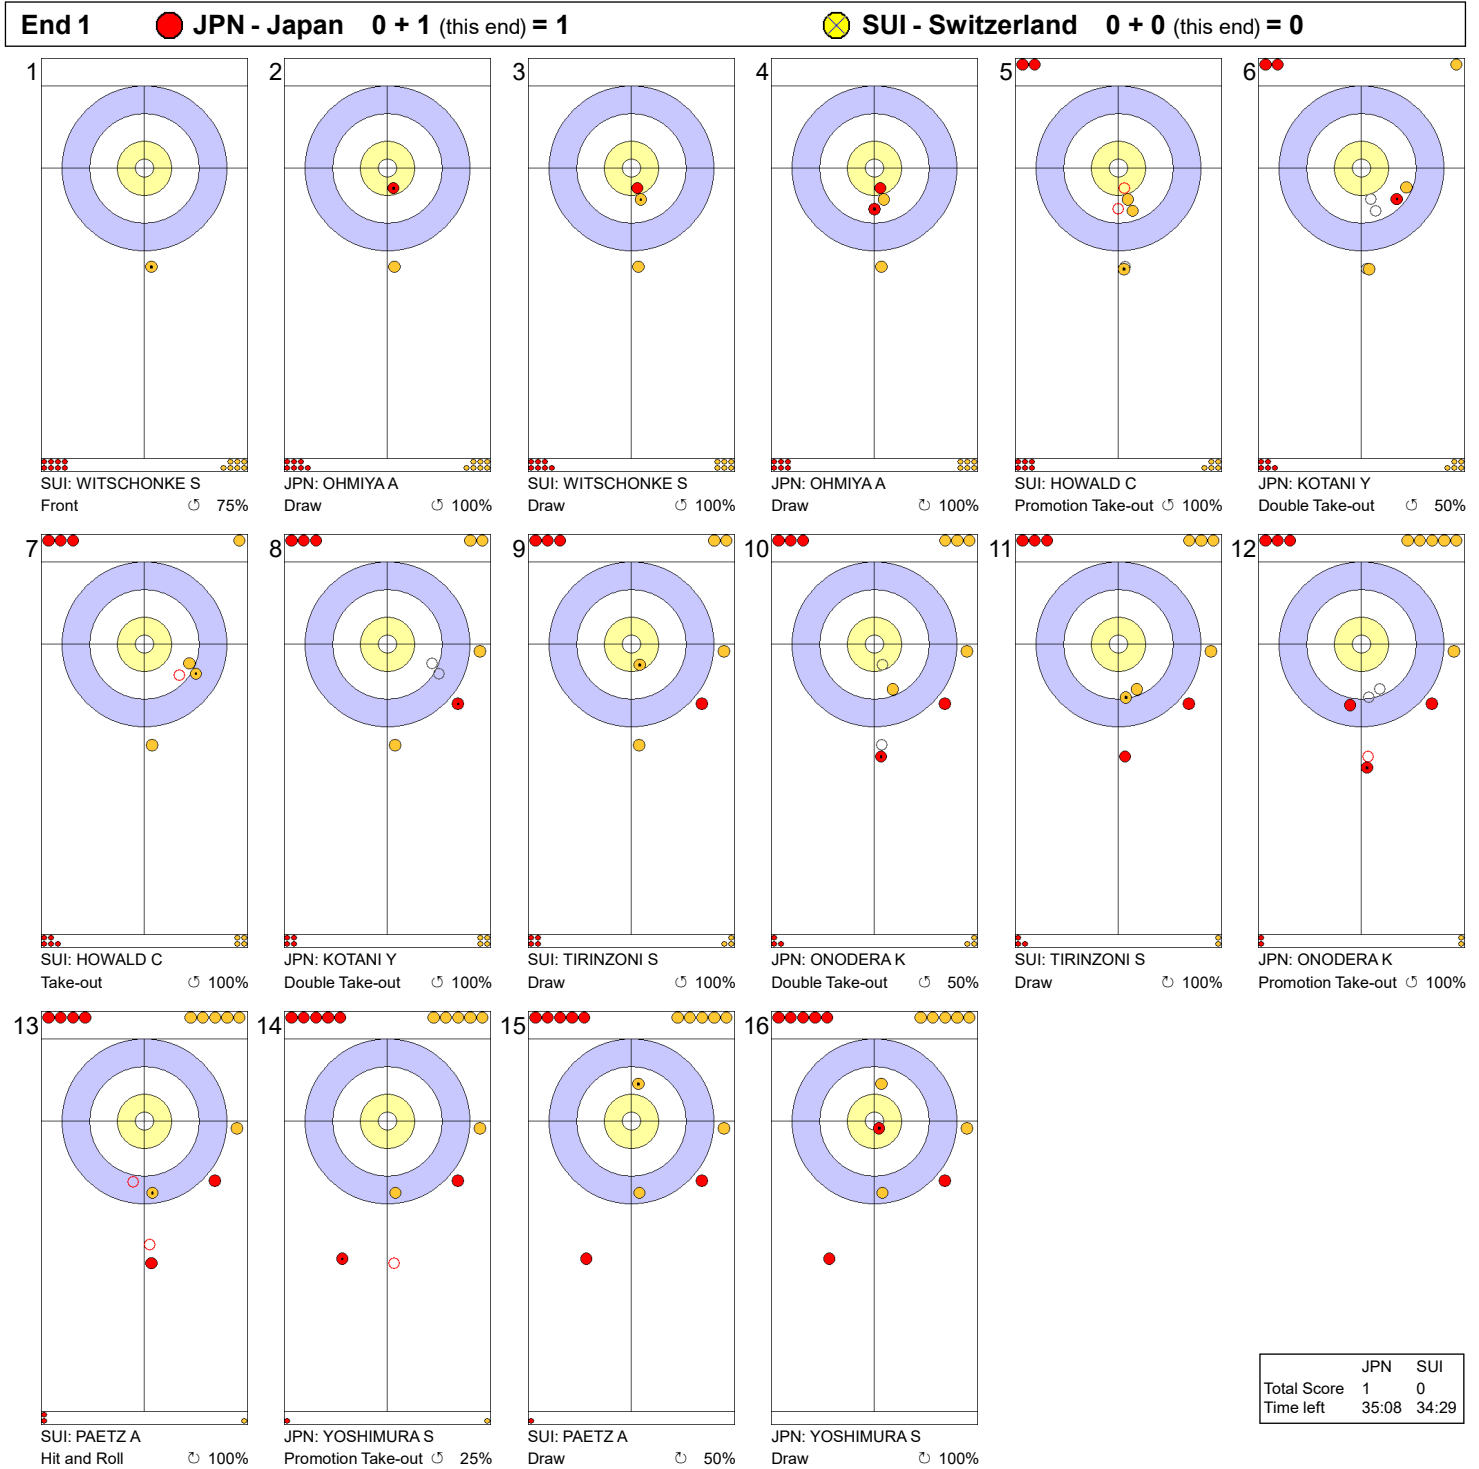 End 1 JPN - Japan 0 + 1 (this end) = 1 SUI - Switzerland 0 + 0 (this end) = 0
1 2 3 4 5 6
SUI: WITSCHONKE S JPN: OHMIYA A SUI: WITSCHONKE S JPN: OHMIYA A SUI: HOWALD C JPN: KOTANI Y
Front ↺ 75% Draw ↺ 100% Draw ↺ 100% Draw ↺ 100% Promotion Take-out ↺ 100% Double Take-out ↺ 50%
7 8 9 10 11 12
SUI: HOWALD C JPN: KOTANI Y SUI: TIRINZONI S JPN: ONODERA K SUI: TIRINZONI S JPN: ONODERA K
Take-out ↺ 100% Double Take-out ↺ 100% Draw ↺ 100% Double Take-out ↺ 50% Draw ↻ 100% Promotion Take-out ↺ 100%
13 14 15 16
SUI: PAETZ A JPN: YOSHIMURA S SUI: PAETZ A JPN: YOSHIMURA S
Hit and Roll ↻ 100% Promotion Take-out ↺ 25% Draw ↻ 50% Draw ↻ 100%
JPN SUI
Total Score 1 0
Time left 35:08 34:29